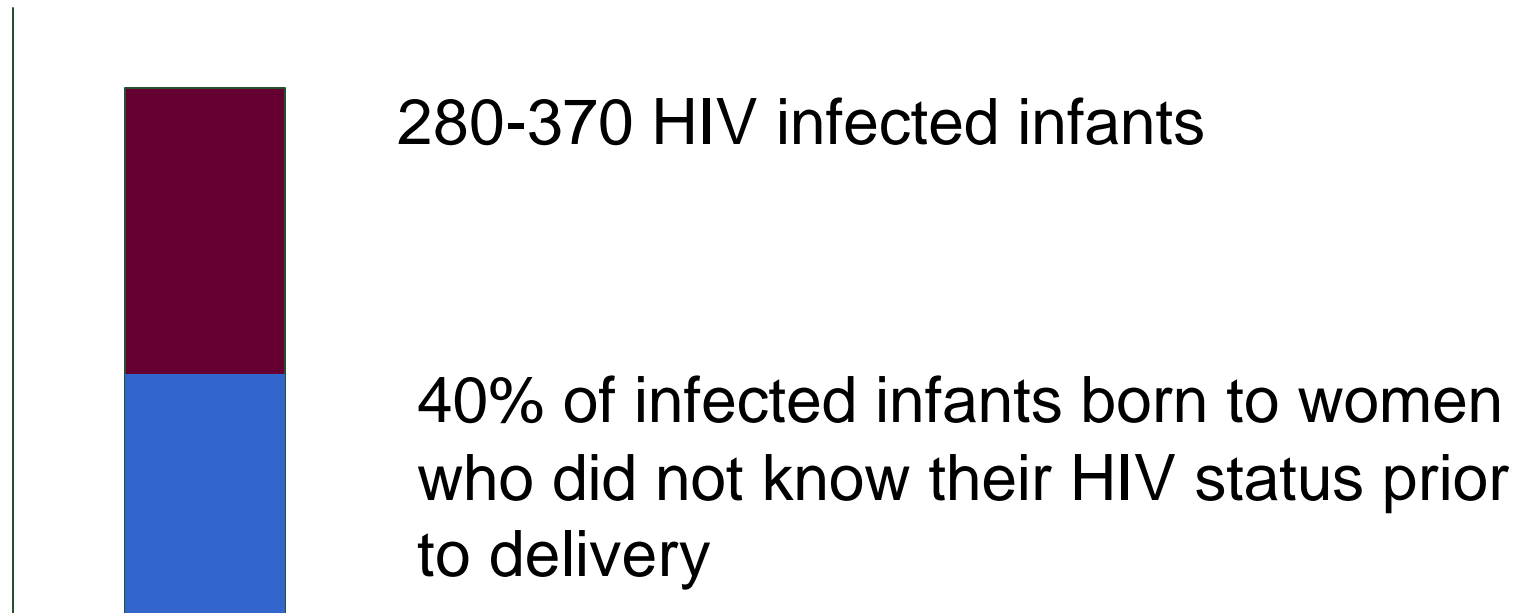 280-370 HIV infected infants
40% of infected infants born to women
who did not know their HIV status prior
to delivery